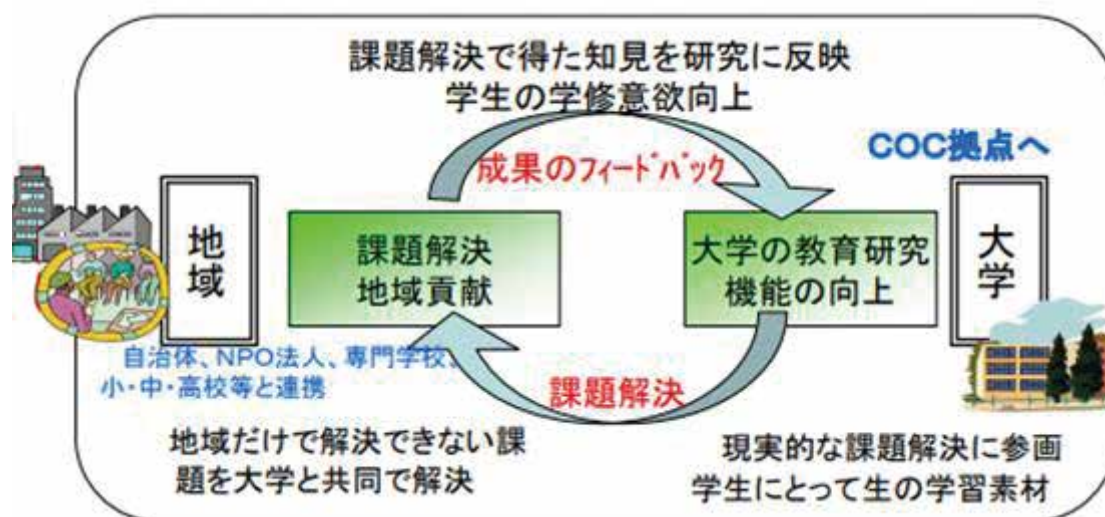 課題解決で得た知見を研究に反映
学生の学修意欲向上
COC拠点へ
成果のフィードバック
地域
課題解決
地域貢献
大学の教育研究
機能の向上
大学
自治体、NPO法人、専門学校、
小・中・高校等と連携
課題解決
地域だけで解決できない課
題を大学と共同で解決
現実的な課題解決に参画
学生にとって生の学習素材